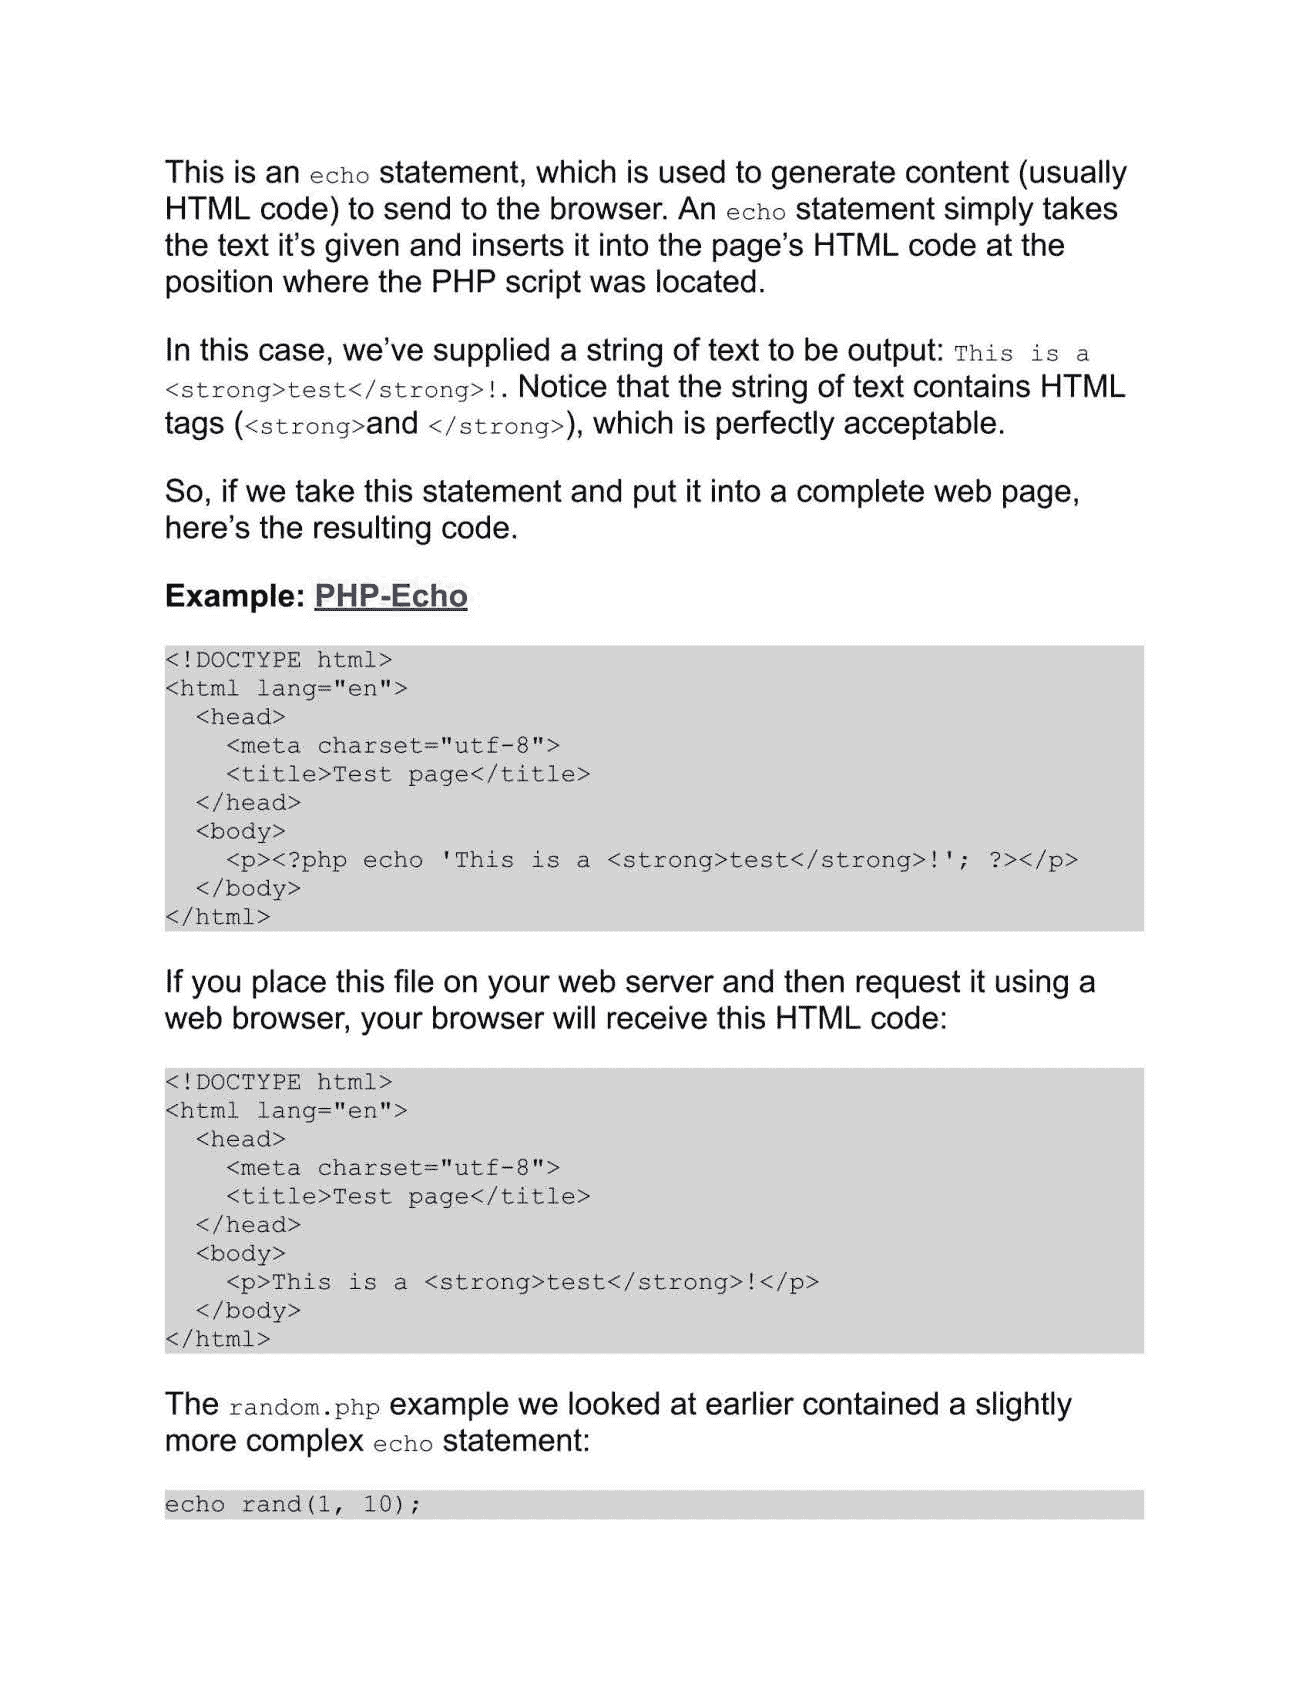 This is an echo statement, which is used to generate content (usually
HTML code) to send to the browser. An echo statement simply takes
the text it’s given and inserts it into the page’s HTML code at the
position where the PHP script was located.
In this case, we’ve supplied a string of text to be output: This is a
<strong>test</strong>!. Notice that the string of text contains HTML
tags (<strong>and </strong>), which is perfectly acceptable.
So, if we take this statement and put it into a complete web page,
here’s the resulting code.
Example: PHP-Echo
<!DOCTYPE html>
<html lang="en">
  <head>
    <meta charset="utf-8">
    <title>Test page</title>
  </head>
  <body>
    <p><?php echo 'This is a <strong>test</strong>!'; ?></p>
  </body>
</html>
If you place this file on your web server and then request it using a
web browser, your browser will receive this HTML code:
<!DOCTYPE html>
<html lang="en">
  <head>
    <meta charset="utf-8">
    <title>Test page</title>
  </head>
  <body>
    <p>This is a <strong>test</strong>!</p>
  </body>
</html>
The random.php example we looked at earlier contained a slightly
more complex echo statement:
echo rand(1, 10);